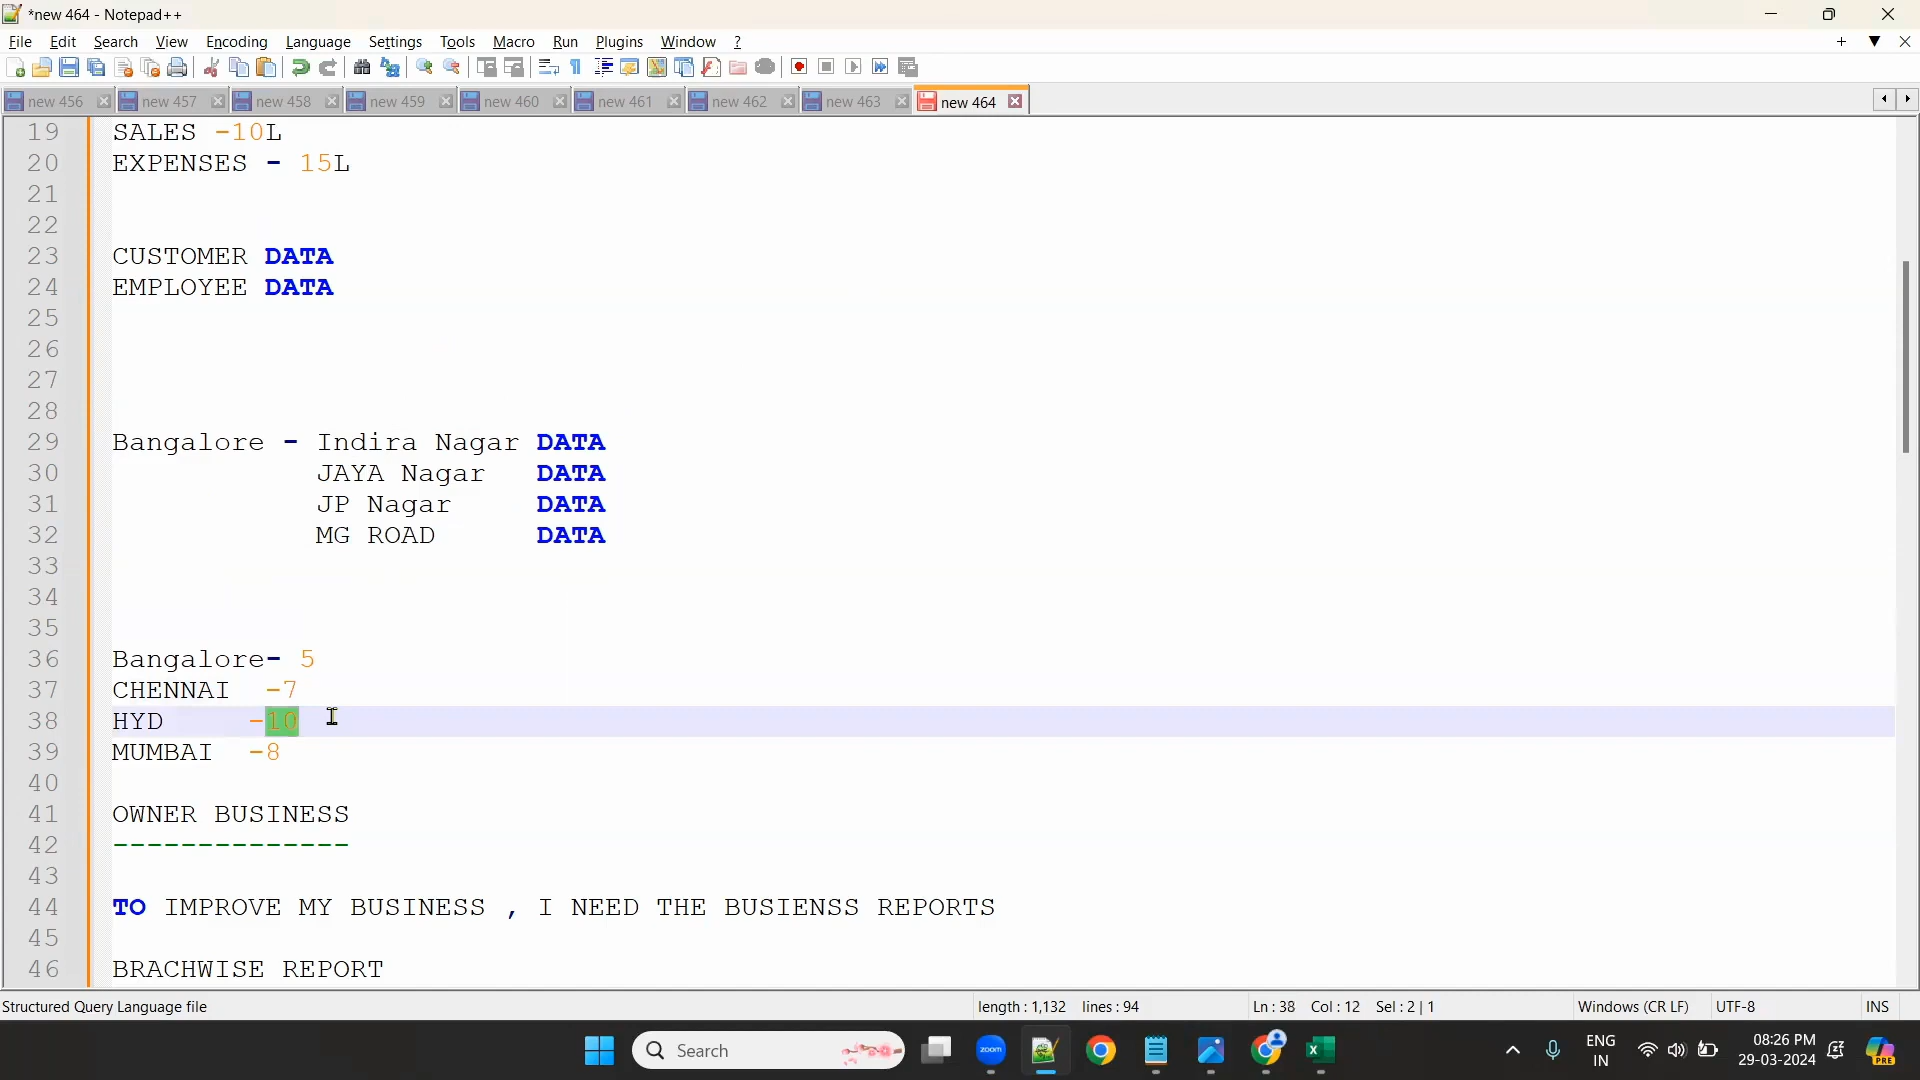 *new 464 - Notepad++
File Edit Search View Encoding Language Settings Tools Macro Run Plugins Window ?
new 456 new 457 new 458 new 459 new 460 new 461 new 462 new 463 new 464
19 SALES -10L
20 EXPENSES - 15L
21
22
23 CUSTOMER DATA
24 EMPLOYEE DATA
25
26
27
28
29 Bangalore - Indira Nagar DATA
30 JAYA Nagar DATA
31 JP Nagar DATA
32 MG ROAD DATA
33
34
35
36 Bangalore- 5
37 CHENNAI -7
38 HYD -10
39 MUMBAI -8
40
41 OWNER BUSINESS
42 --------------
43
44 TO IMPROVE MY BUSINESS , I NEED THE BUSIENSS REPORTS
45
46 BRACHWISE REPORT
Structured Query Language file length : 1,132 lines : 94 Ln : 38 Col : 12 Sel : 2 | 1 Windows (CR LF) UTF-8 INS
Search zoom ENG IN 08:26 PM 29-03-2024 PRE